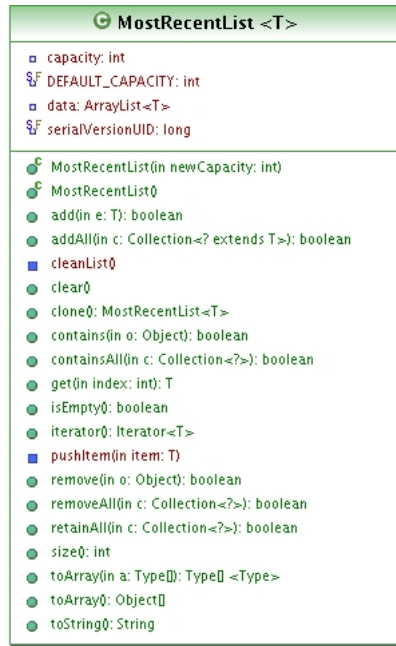 MostRecentList <T>
capacity: int
DEFAULT_CAPACITY: int
data: ArrayList<T>
serialVersionUID: long
MostRecentList(in newCapacity: int)
MostRecentList()
add(in e: T): boolean
addAll(in c: Collection<? extends T>): boolean
cleanList()
clear()
clone(): MostRecentList<T>
contains(in o: Object): boolean
containsAll(in c: Collection<?>): boolean
get(in index: int): T
isEmpty(): boolean
iterator(): Iterator<T>
pushItem(in item: T)
remove(in o: Object): boolean
removeAll(in c: Collection<?>): boolean
retainAll(in c: Collection<?>): boolean
size(): int
toArray(in a: Type[]): Type[] <Type>
toArray(): Object[]
toString(): String